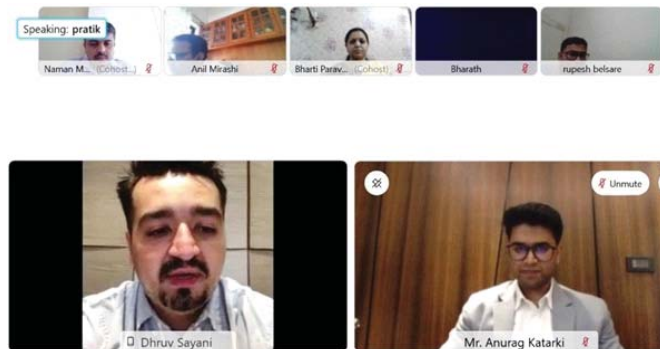 Speaking: pratik
Naman M... (Cohost...)
Anil Mirashi
Bharti Parav... (Cohost)
Bharath
rupesh belsare
Unmute
Dhruv Sayani
Mr. Anurag Katarki